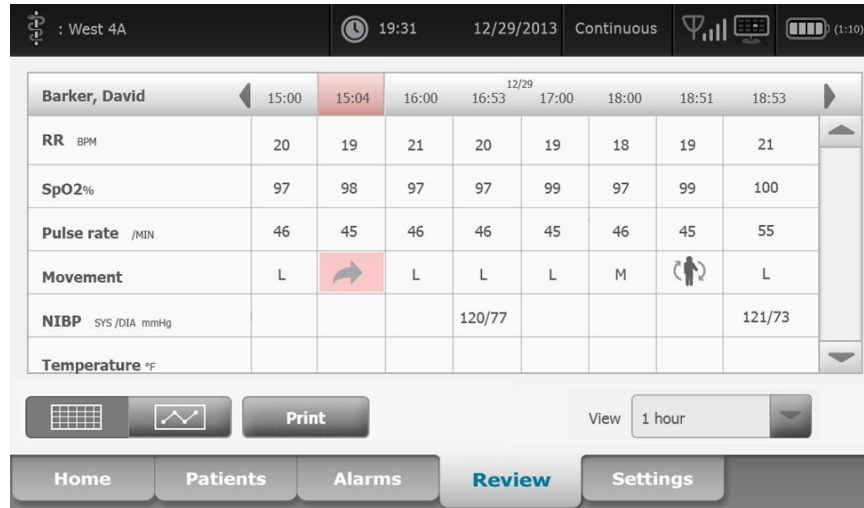 : West 4A 19:31 12/29/2013 Continuous (1:10)
12/29
Barker, David 15:00 15:04 16:00 16:53 17:00 18:00 18:51 18:53
RR BPM 20 19 21 20 19 18 19 21
SpO2% 97 98 97 97 99 97 99 100
Pulse rate /MIN 46 45 46 46 45 46 45 55
Movement L L L L M L
NIBP SYS/DIA mmHg 120/77 121/73
Temperature °F
Print View 1 hour
Home Patients Alarms Review Settings